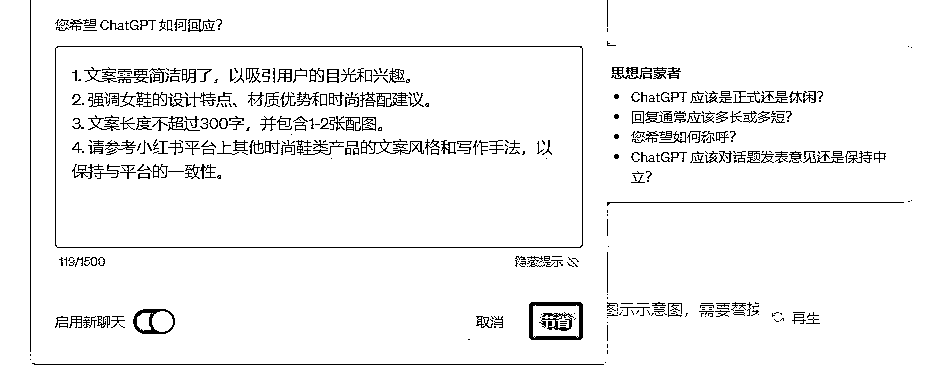 您希望 ChatGPT 如何回应?
1. 文案需要简洁明了，以吸引用户的目光和兴趣。
2. 强调女鞋的设计特点、材质优势和时尚搭配建议。
3. 文案长度不超过300字，并包含1-2张配图。
4. 请参考小红书平台上其他时尚鞋类产品的文案风格和写作手法，以
保持与平台的一致性。
119/1500
隐蔽提示
启用新聊天
取消
思想启蒙者
• ChatGPT 应该是正式还是休闲?
• 回复通常应该多长或多短?
• 您希望如何称呼?
• ChatGPT 应该对话题发表意见还是保持中
立?
图示示意图，需要替换
再生